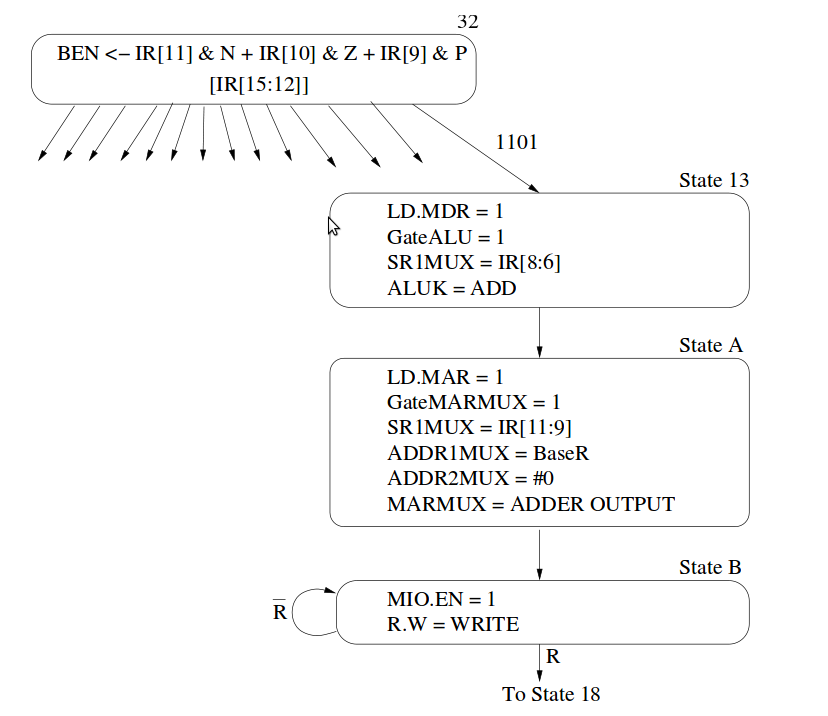 32
BEN <– IR[11] & N + IR[10] & Z + IR[9] & P
[IR[15:12]]
1101
State 13
LD.MDR = 1
GateALU = 1
SR1MUX = IR[8:6]
ALUK = ADD
State A
LD.MAR = 1
GateMARMUX = 1
SR1MUX = IR[11:9]
ADDR1MUX = BaseR
ADDR2MUX = #0
MARMUX = ADDER OUTPUT
State B
MIO.EN = 1
R.W = WRITE
R̅
R
To State 18